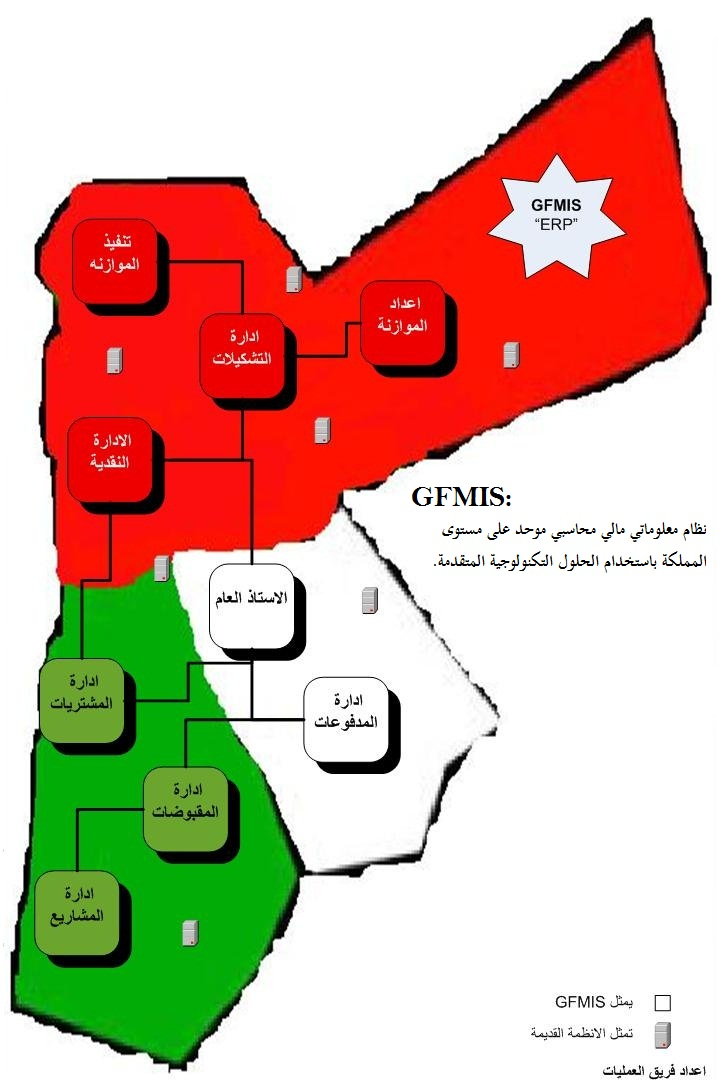 GFMIS
“ERP”
تنفيذ
الموازنه
اعداد
الموازنة
ادارة
التشكيلات
الادارة
النقدية
GFMIS:
نظام معلوماتي مالي محاسبي موحد على مستوى
المملكة باستخدام الحلول التكنولوجية المتقدمة.
الاستاذ العام
ادارة
المشتريات
ادارة
المدفوعات
ادارة
المقبوضات
ادارة
المشاريع
يمثل GFMIS
تمثل الانظمة القديمة
اعداد فريق العمليات